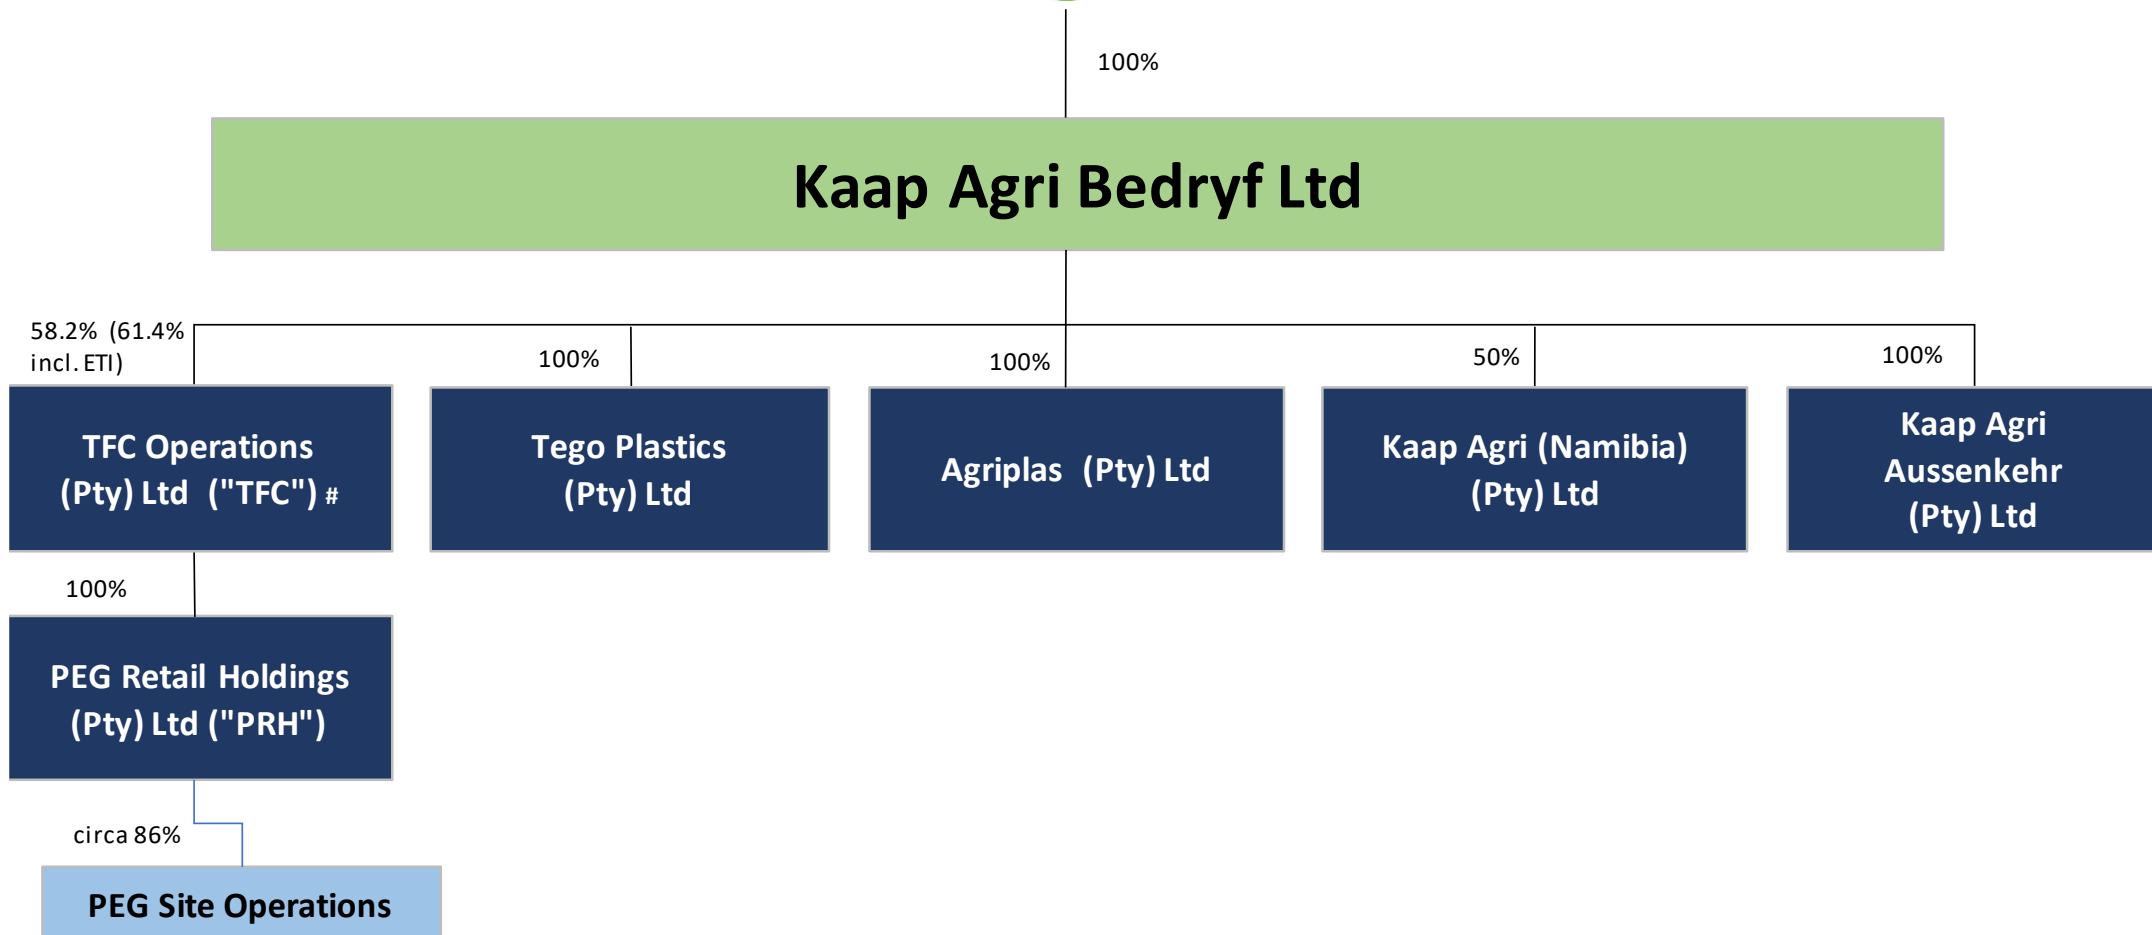 100%
Kaap Agri Bedryf Ltd
58.2% (61.4%
incl. ETI)
100%
100%
50%
100%
TFC Operations
(Pty) Ltd ("TFC") #
Tego Plastics
(Pty) Ltd
Agriplas (Pty) Ltd
Kaap Agri (Namibia)
(Pty) Ltd
Kaap Agri
Aussenkehr
(Pty) Ltd
100%
PEG Retail Holdings
(Pty) Ltd ("PRH")
circa 86%
PEG Site Operations